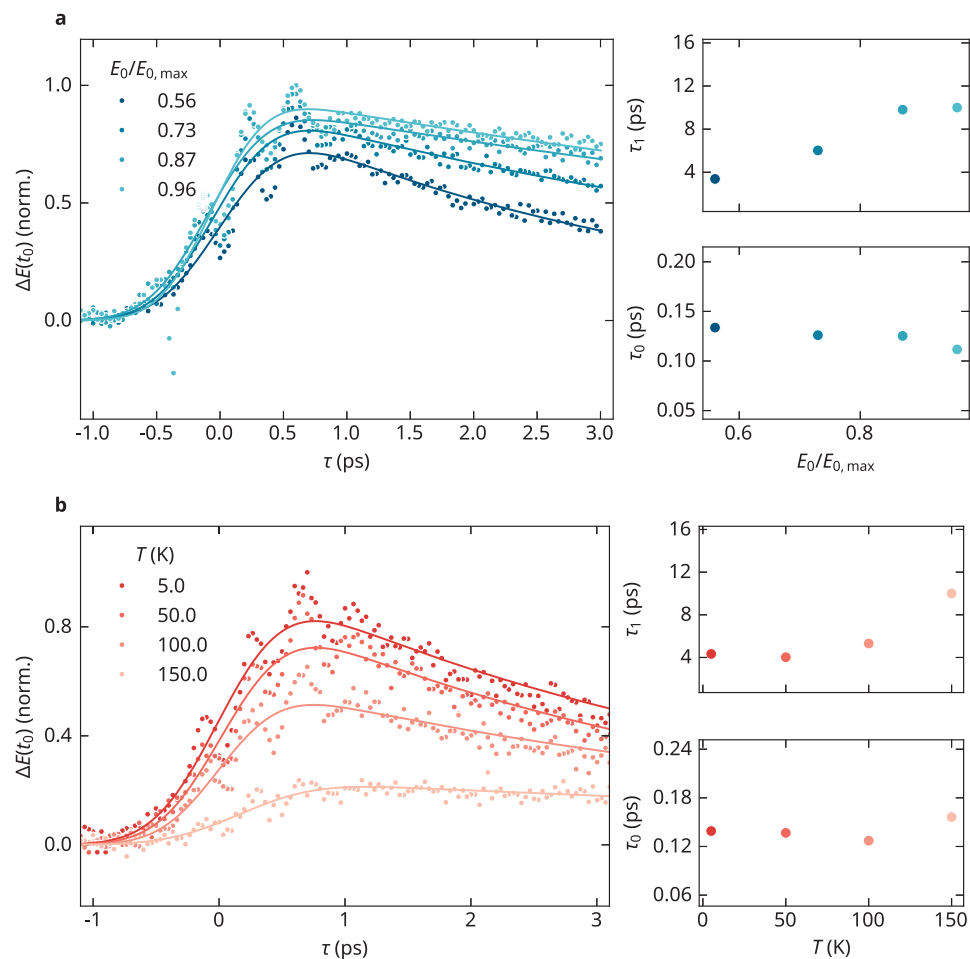 a
E₀/E₀,max
0.56
0.73
0.87
0.96
ΔE(t₀) (norm.)
1.0
0.5
0.0
-1.0 -0.5 0.0 0.5 1.0 1.5 2.0 2.5 3.0
τ (ps)
16
12
8
4
τ₁ (ps)
0.20
0.15
0.10
0.05
τ₀ (ps)
0.6 0.8
E₀/E₀,max
b
T (K)
5.0
50.0
100.0
150.0
ΔE(t₀) (norm.)
0.8
0.4
0.0
-1 0 1 2 3
τ (ps)
16
12
8
4
τ₁ (ps)
0.24
0.18
0.12
0.06
τ₀ (ps)
0 50 100 150
T (K)